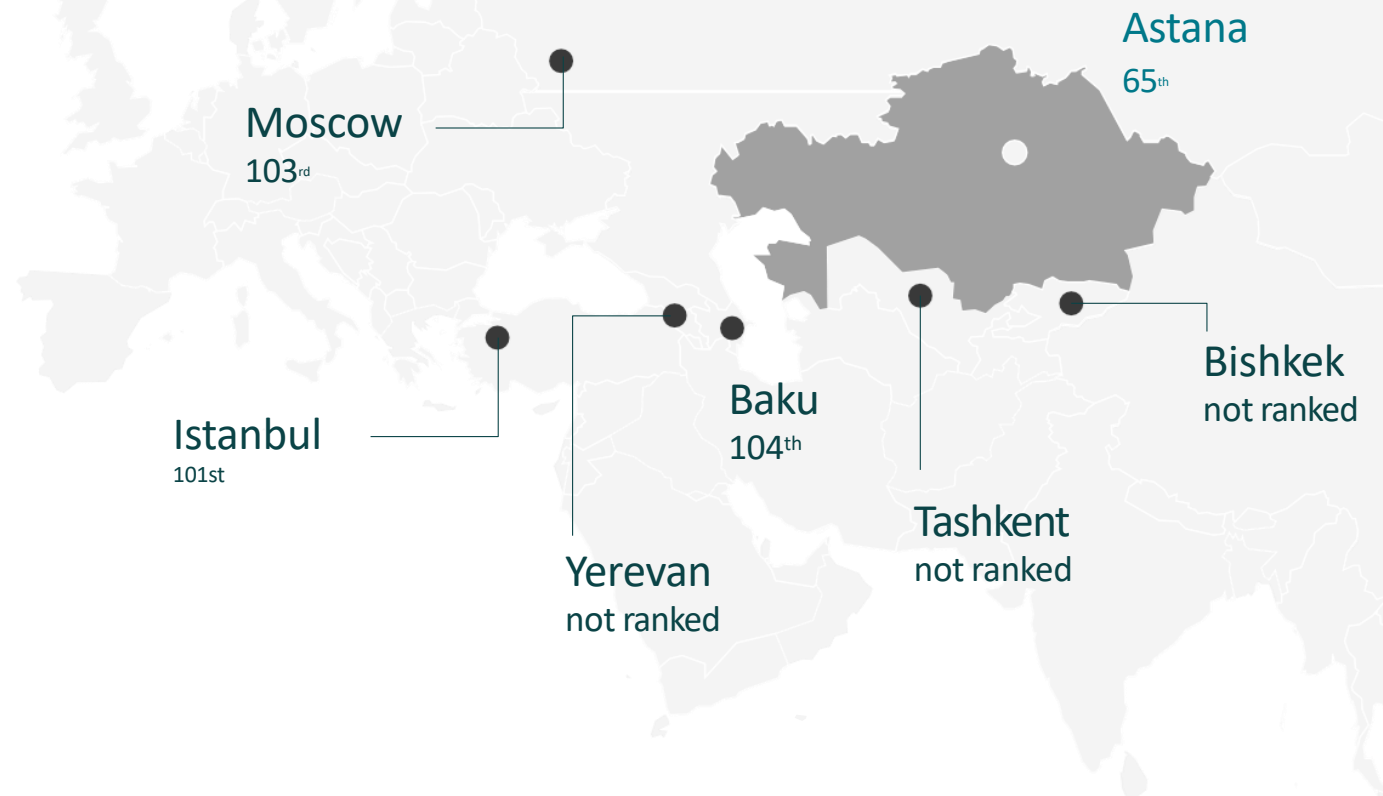 Astana
65th
Moscow
103rd
Istanbul
101st
Baku
104th
Bishkek
not ranked
Tashkent
not ranked
Yerevan
not ranked